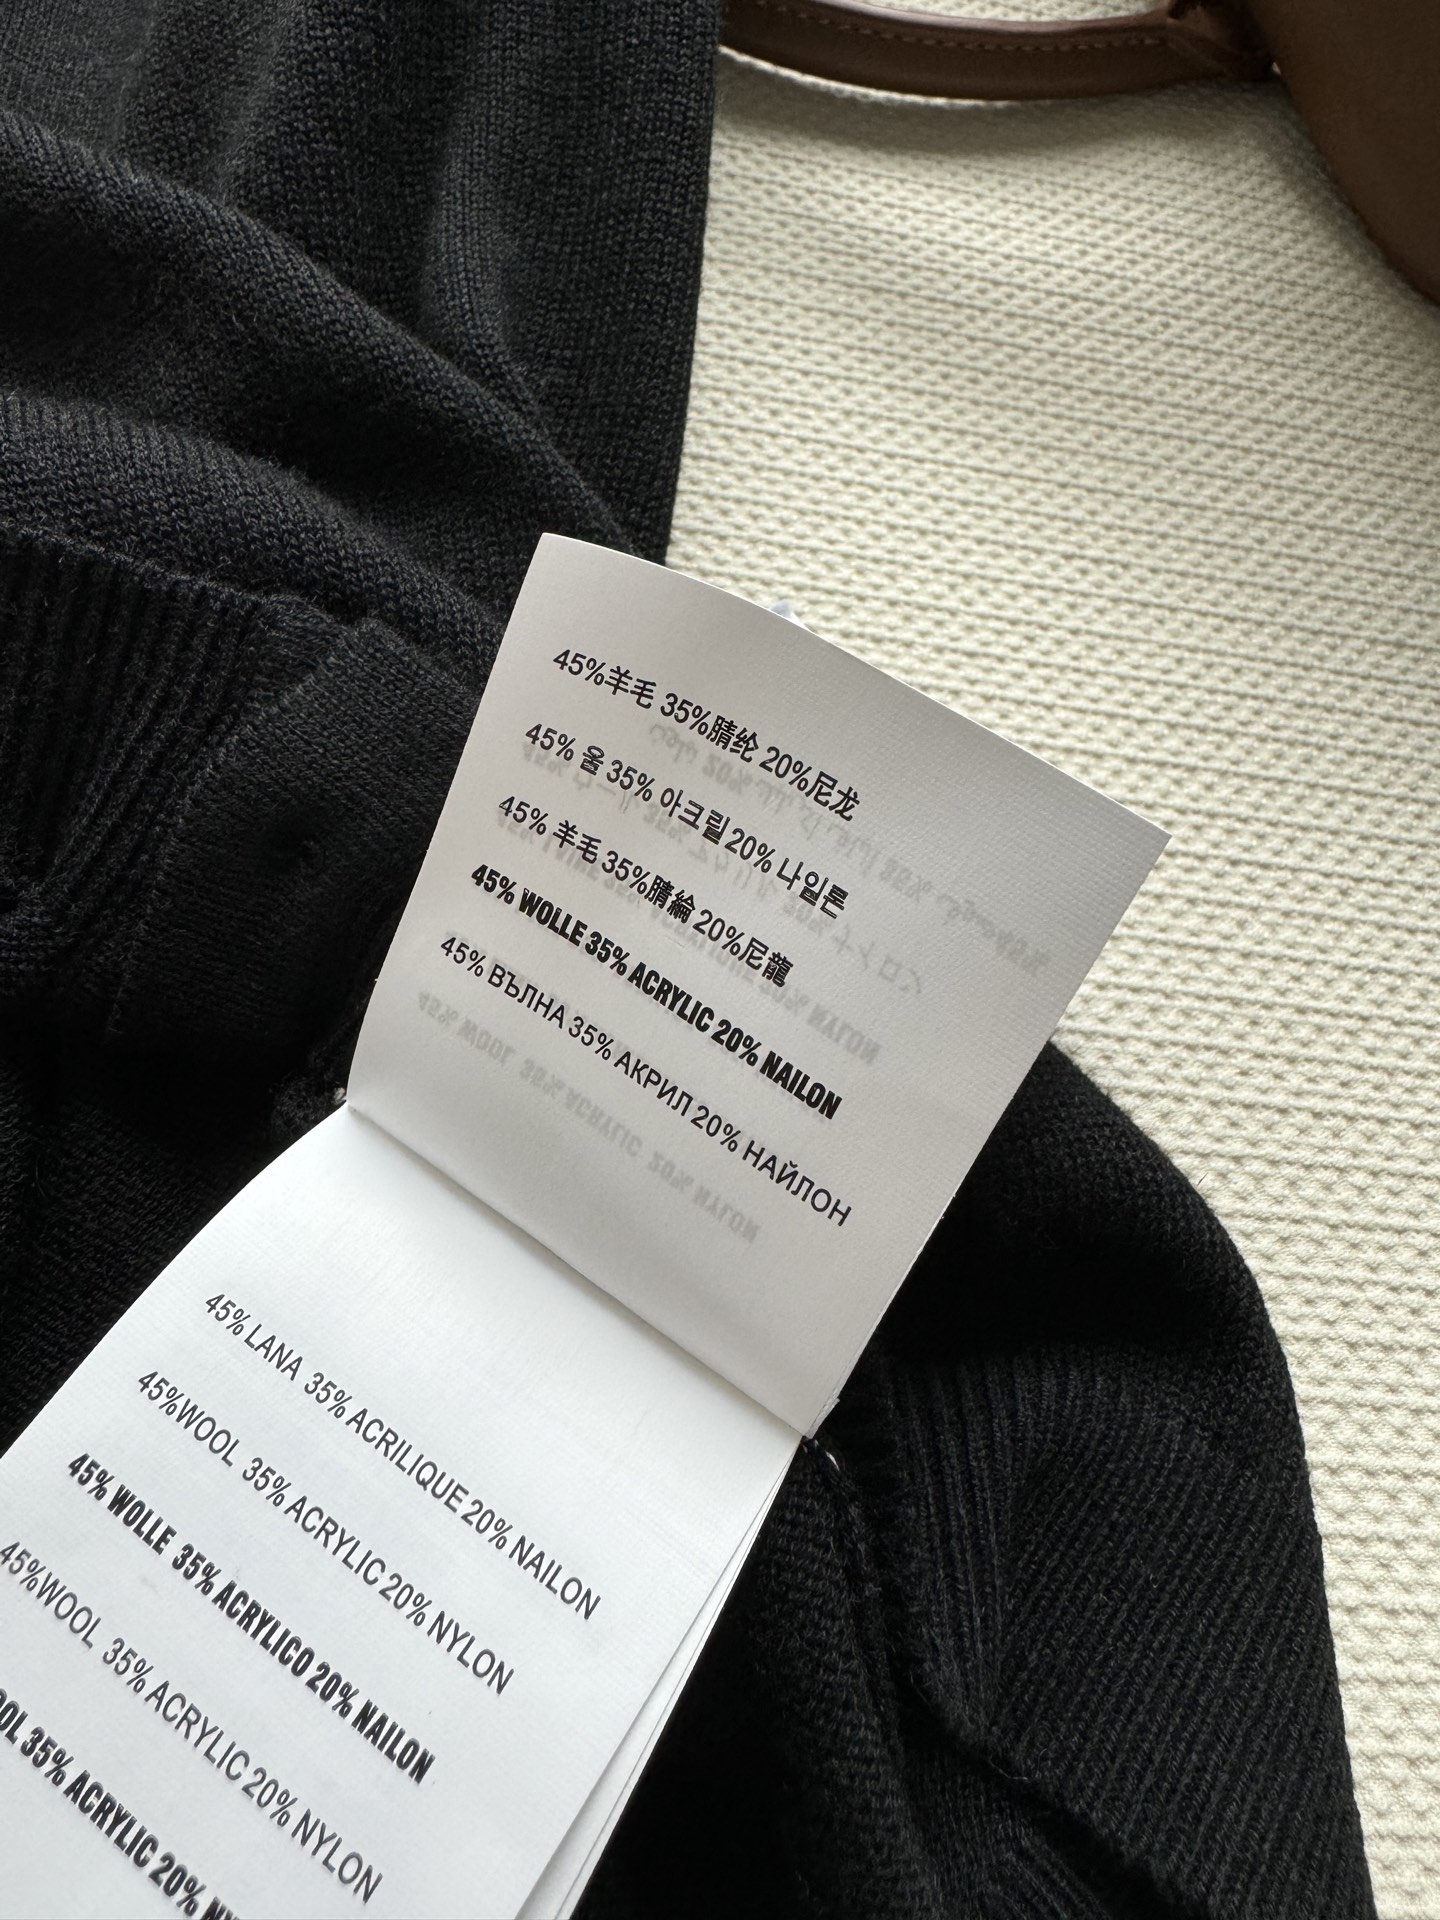 45%羊毛 35%腈纶 20%尼龙
45% 울 35% 아크릴 20% 나일론
45% 羊毛 35%腈綸 20%尼龍
45% WOLLE 35% ACRYLIC 20% NAILON
45% ВЪЛНА 35% АКРИЛ 20% НАЙЛОН
45% LANA 35% ACRILIQUE 20% NAILON
45%WOOL 35% ACRYLIC 20% NYLON
45% WOLLE 35% ACRYLICO 20% NAILON
45%WOOL 35% ACRYLIC 20% NYLON
35% ACRYLIC 20%